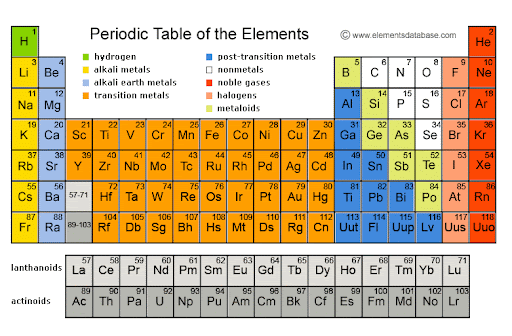 Periodic Table of the Elements
© www.elementsdatabase.com
hydrogen
alkali metals
alkali earth metals
transition metals
post-transition metals
nonmetals
noble gases
halogens
metaloids
1 H 2 He
3 Li 4 Be 5 B 6 C 7 N 8 O 9 F 10 Ne
11 Na 12 Mg 13 Al 14 Si 15 P 16 S 17 Cl 18 Ar
19 K 20 Ca 21 Sc 22 Ti 23 V 24 Cr 25 Mn 26 Fe 27 Co 28 Ni 29 Cu 30 Zn 31 Ga 32 Ge 33 As 34 Se 35 Br 36 Kr
37 Rb 38 Sr 39 Y 40 Zr 41 Nb 42 Mo 43 Tc 44 Ru 45 Rh 46 Pd 47 Ag 48 Cd 49 In 50 Sn 51 Sb 52 Te 53 I 54 Xe
55 Cs 56 Ba 57-71 72 Hf 73 Ta 74 W 75 Re 76 Os 77 Ir 78 Pt 79 Au 80 Hg 81 Tl 82 Pb 83 Bi 84 Po 85 At 86 Rn
87 Fr 88 Ra 89-103 104 Rf 105 Db 106 Sg 107 Bh 108 Hs 109 Mt 110 Ds 111 Rg 112 Cn 113 Uut 114 Fl 115 Uup 116 Lv 117 Uus 118 Uuo
lanthanoids 57 La 58 Ce 59 Pr 60 Nd 61 Pm 62 Sm 63 Eu 64 Gd 65 Tb 66 Dy 67 Ho 68 Er 69 Tm 70 Yb 71 Lu
actinoids 89 Ac 90 Th 91 Pa 92 U 93 Np 94 Pu 95 Am 96 Cm 97 Bk 98 Cf 99 Es 100 Fm 101 Md 102 No 103 Lr